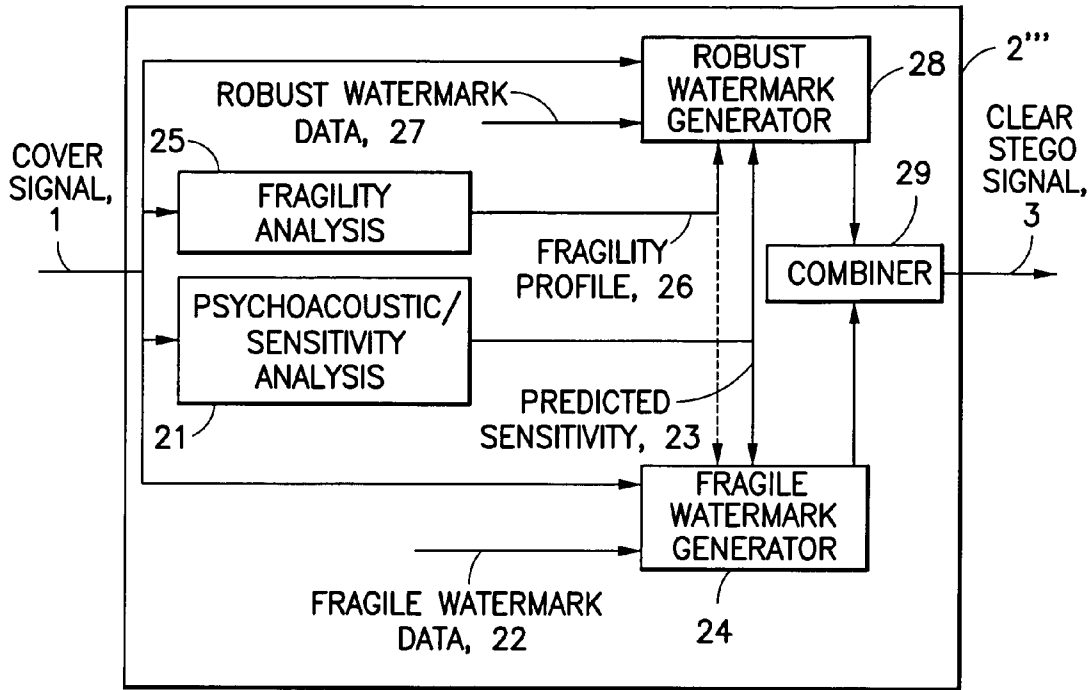 ROBUST
WATERMARK
GENERATOR
28
2'''
ROBUST WATERMARK
DATA, 27
COVER
SIGNAL,
1
25
FRAGILITY
ANALYSIS
FRAGILITY
PROFILE, 26
CLEAR
STEGO
SIGNAL,
3
29
COMBINER
PSYCHOACOUSTIC/
SENSITIVITY
ANALYSIS
21
PREDICTED
SENSITIVITY, 23
FRAGILE
WATERMARK
GENERATOR
24
FRAGILE WATERMARK
DATA, 22